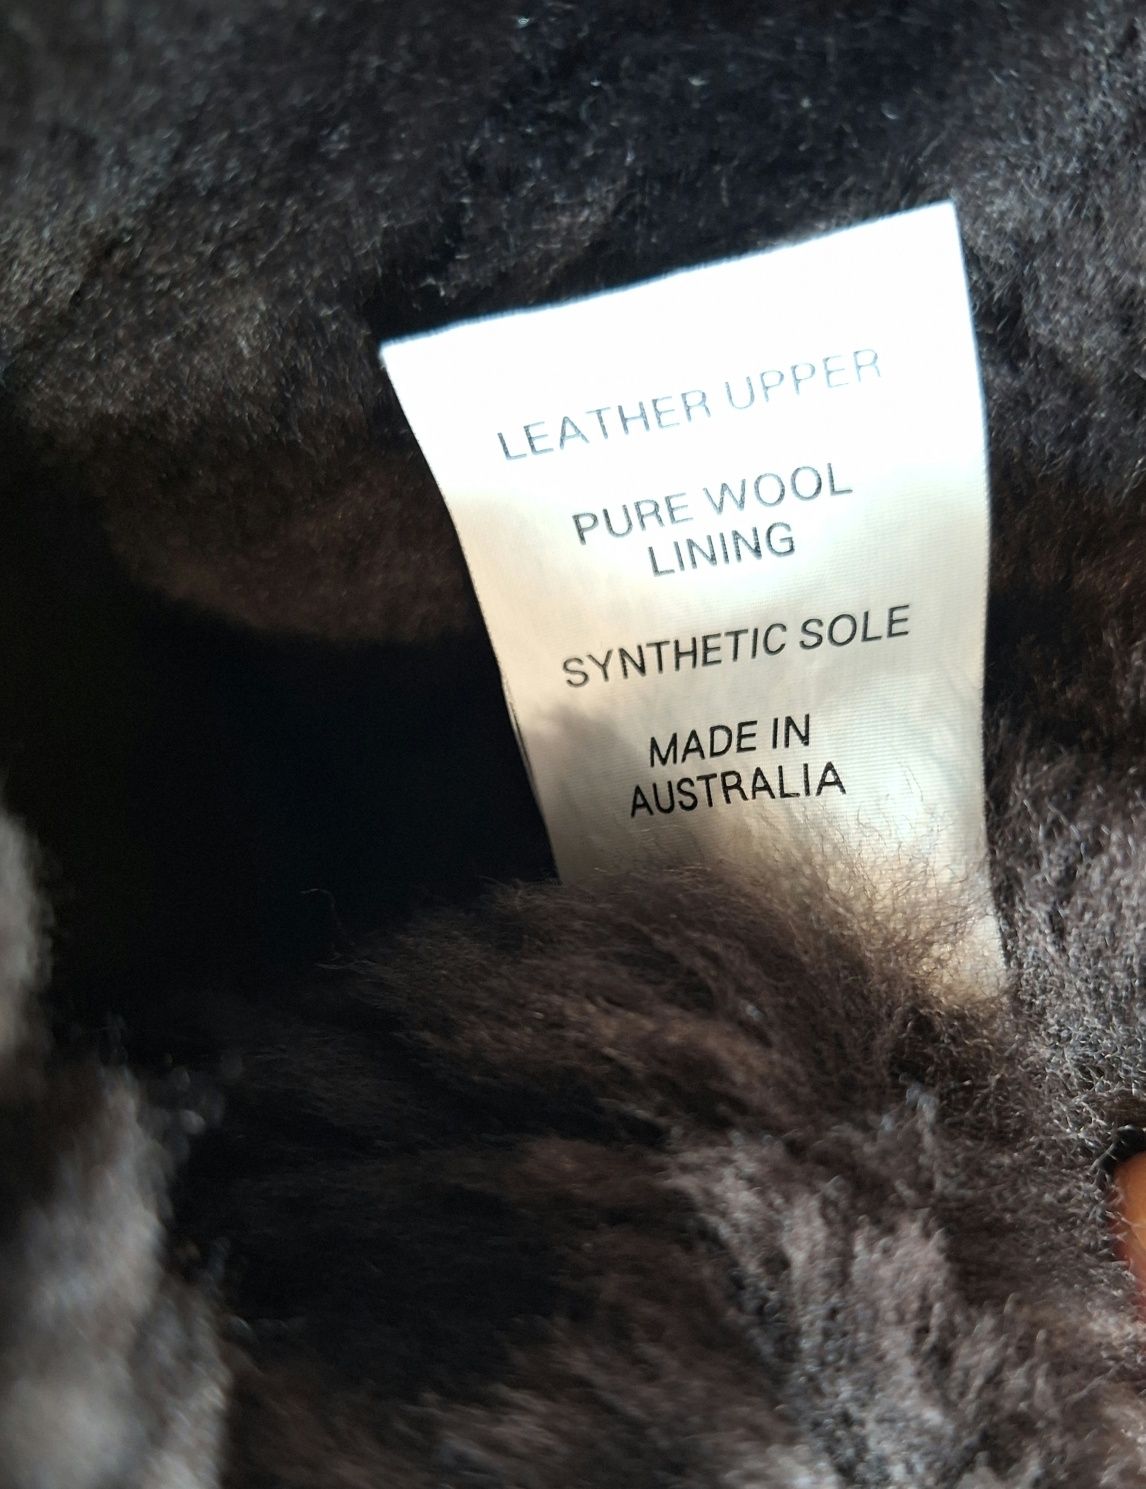 LEATHER UPPER
PURE WOOL
LINING
SYNTHETIC SOLE
MADE IN
AUSTRALIA